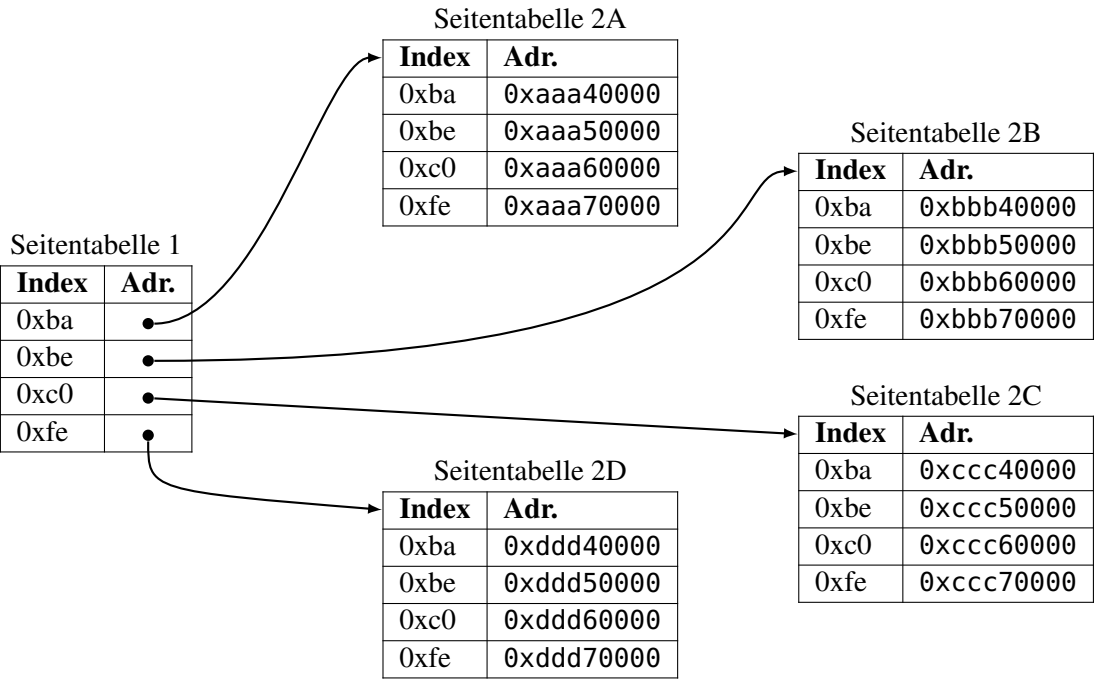 Seitentabelle 1
Index Adr.
0xba
0xbe
0xc0
0xfe
Seitentabelle 2A
Index Adr.
0xba 0xaaa40000
0xbe 0xaaa50000
0xc0 0xaaa60000
0xfe 0xaaa70000
Seitentabelle 2B
Index Adr.
0xba 0xbbb40000
0xbe 0xbbb50000
0xc0 0xbbb60000
0xfe 0xbbb70000
Seitentabelle 2C
Index Adr.
0xba 0xccc40000
0xbe 0xccc50000
0xc0 0xccc60000
0xfe 0xccc70000
Seitentabelle 2D
Index Adr.
0xba 0xddd40000
0xbe 0xddd50000
0xc0 0xddd60000
0xfe 0xddd70000